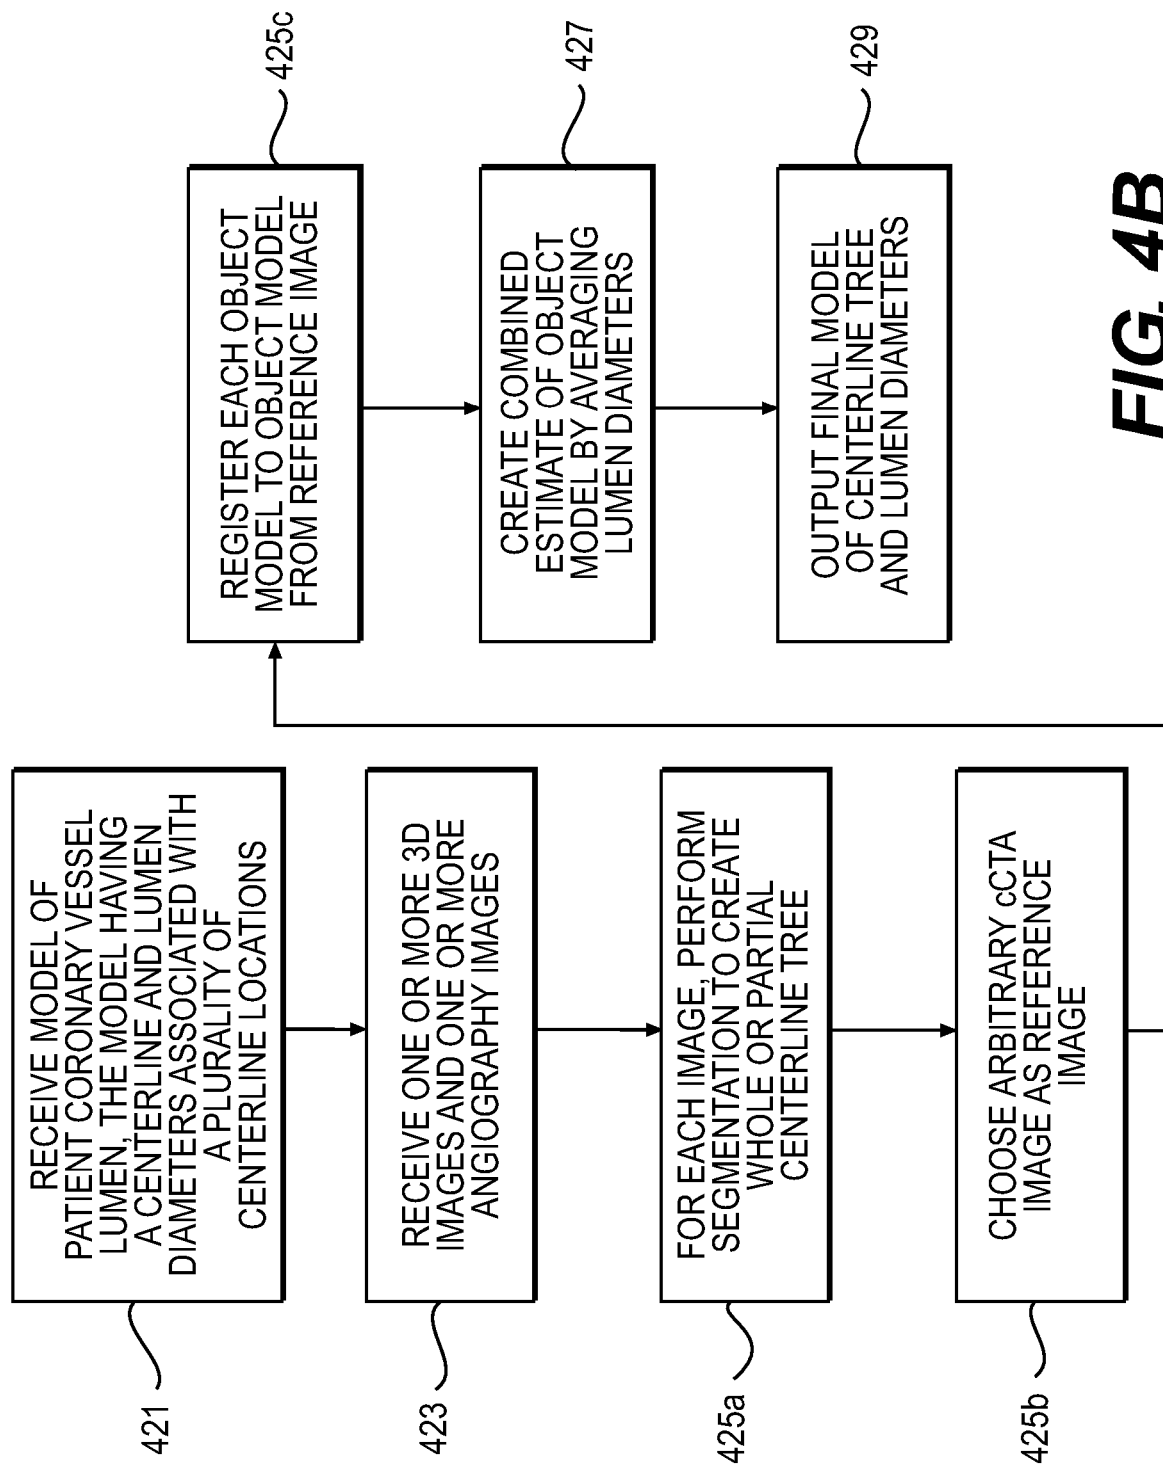 RECEIVE MODEL OF
PATIENT CORONARY VESSEL
LUMEN, THE MODEL HAVING
A CENTERLINE AND LUMEN
DIAMETERS ASSOCIATED WITH
A PLURALITY OF
CENTERLINE LOCATIONS
421
RECEIVE ONE OR MORE 3D
IMAGES AND ONE OR MORE
ANGIOGRAPHY IMAGES
423
FOR EACH IMAGE, PERFORM
SEGMENTATION TO CREATE
WHOLE OR PARTIAL
CENTERLINE TREE
425a
CHOOSE ARBITRARY cCTA
IMAGE AS REFERENCE
IMAGE
425b
REGISTER EACH OBJECT
MODEL TO OBJECT MODEL
FROM REFERENCE IMAGE
425c
CREATE COMBINED
ESTIMATE OF OBJECT
MODEL BY AVERAGING
LUMEN DIAMETERS
427
OUTPUT FINAL MODEL
OF CENTERLINE TREE
AND LUMEN DIAMETERS
429
FIG. 4B